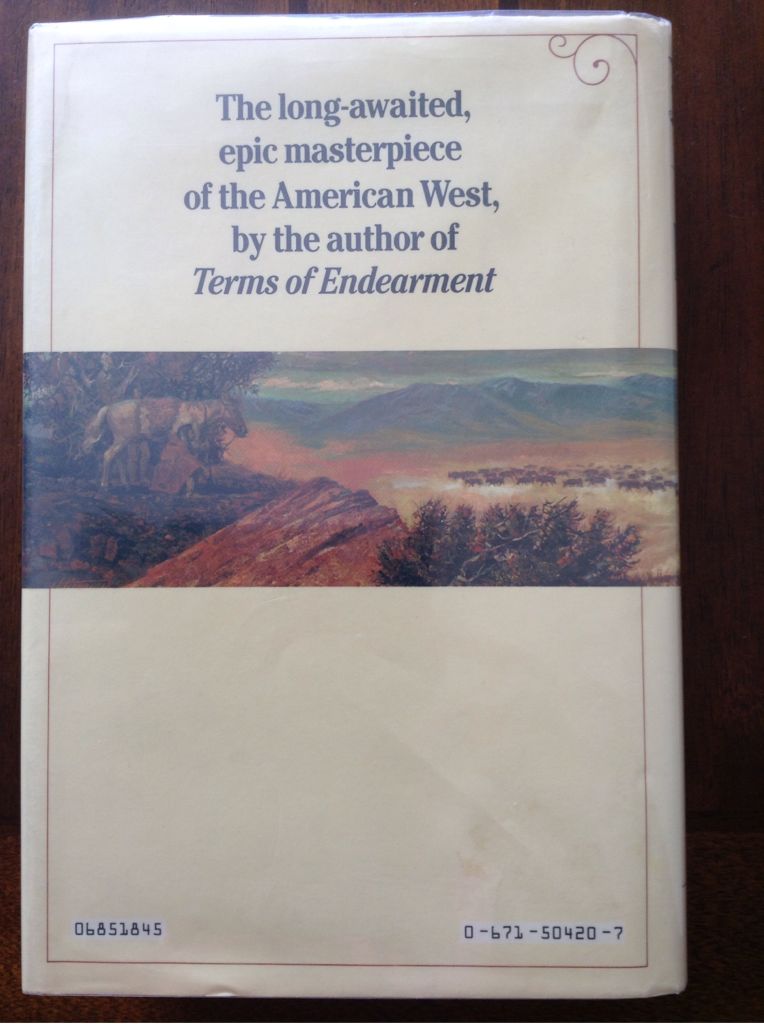 The long-awaited,
epic masterpiece
of the American West,
by the author of
Terms of Endearment
06851845
0-671-50420-7